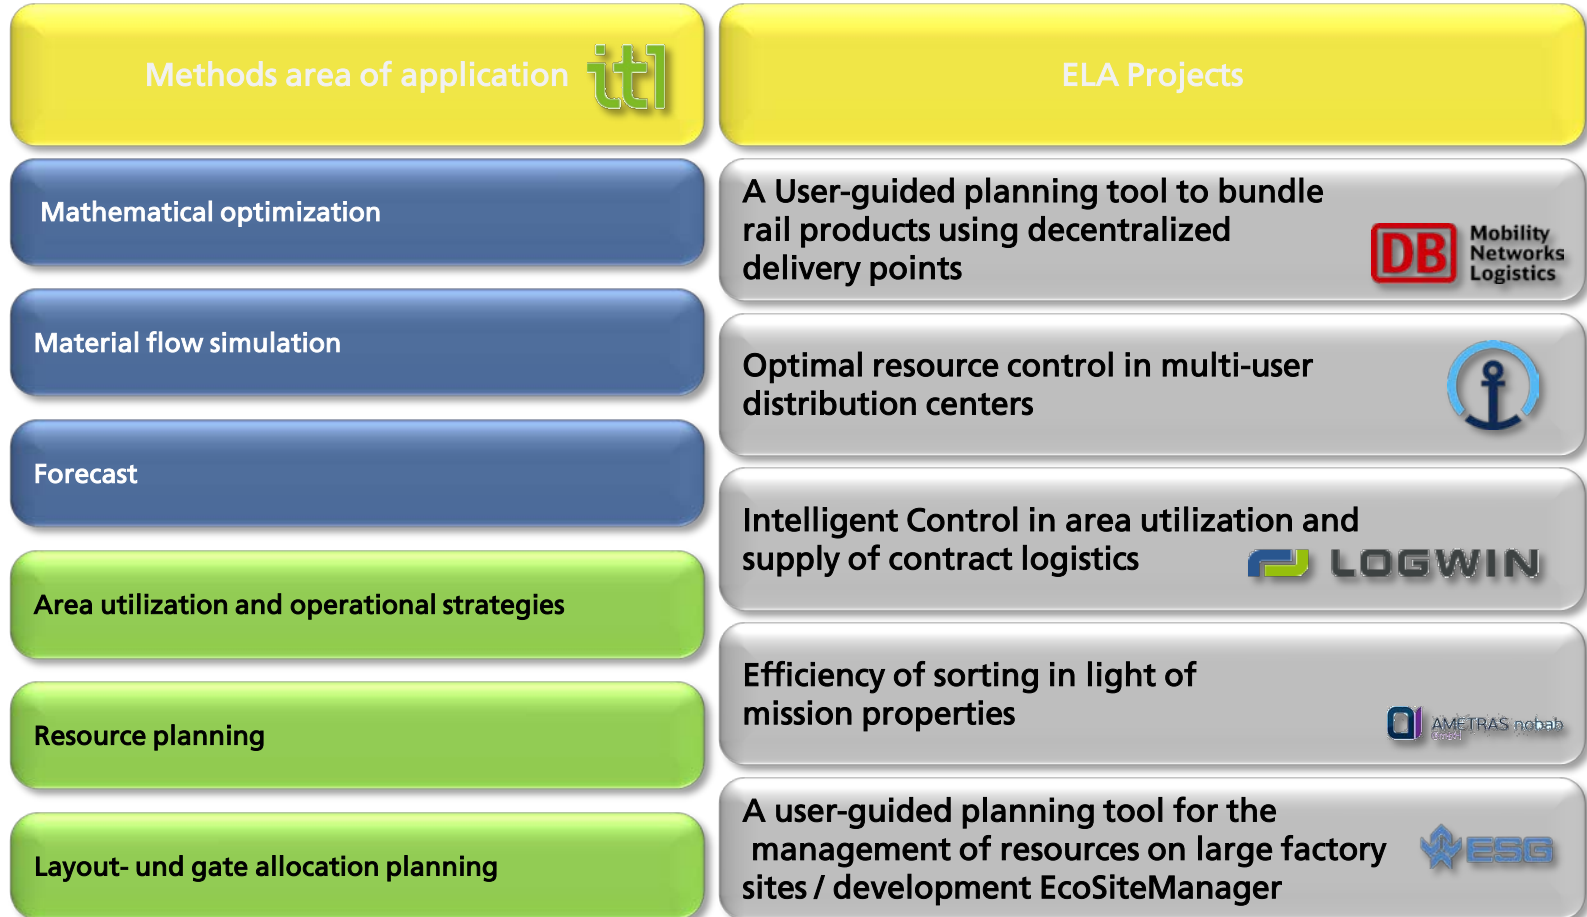 Methods area of application
itl
Mathematical optimization
Material flow simulation
Forecast
Area utilization and operational strategies
Resource planning
Layout- und gate allocation planning
ELA Projects
A User-guided planning tool to bundle
rail products using decentralized
delivery points
DB
Mobility
Networks
Logistics
Optimal resource control in multi-user
distribution centers
Intelligent Control in area utilization and
supply of contract logistics
LOGWIN
Efficiency of sorting in light of
mission properties
AMETRAS nobab
GmbH
A user-guided planning tool for the
management of resources on large factory
sites / development EcoSiteManager
ESG